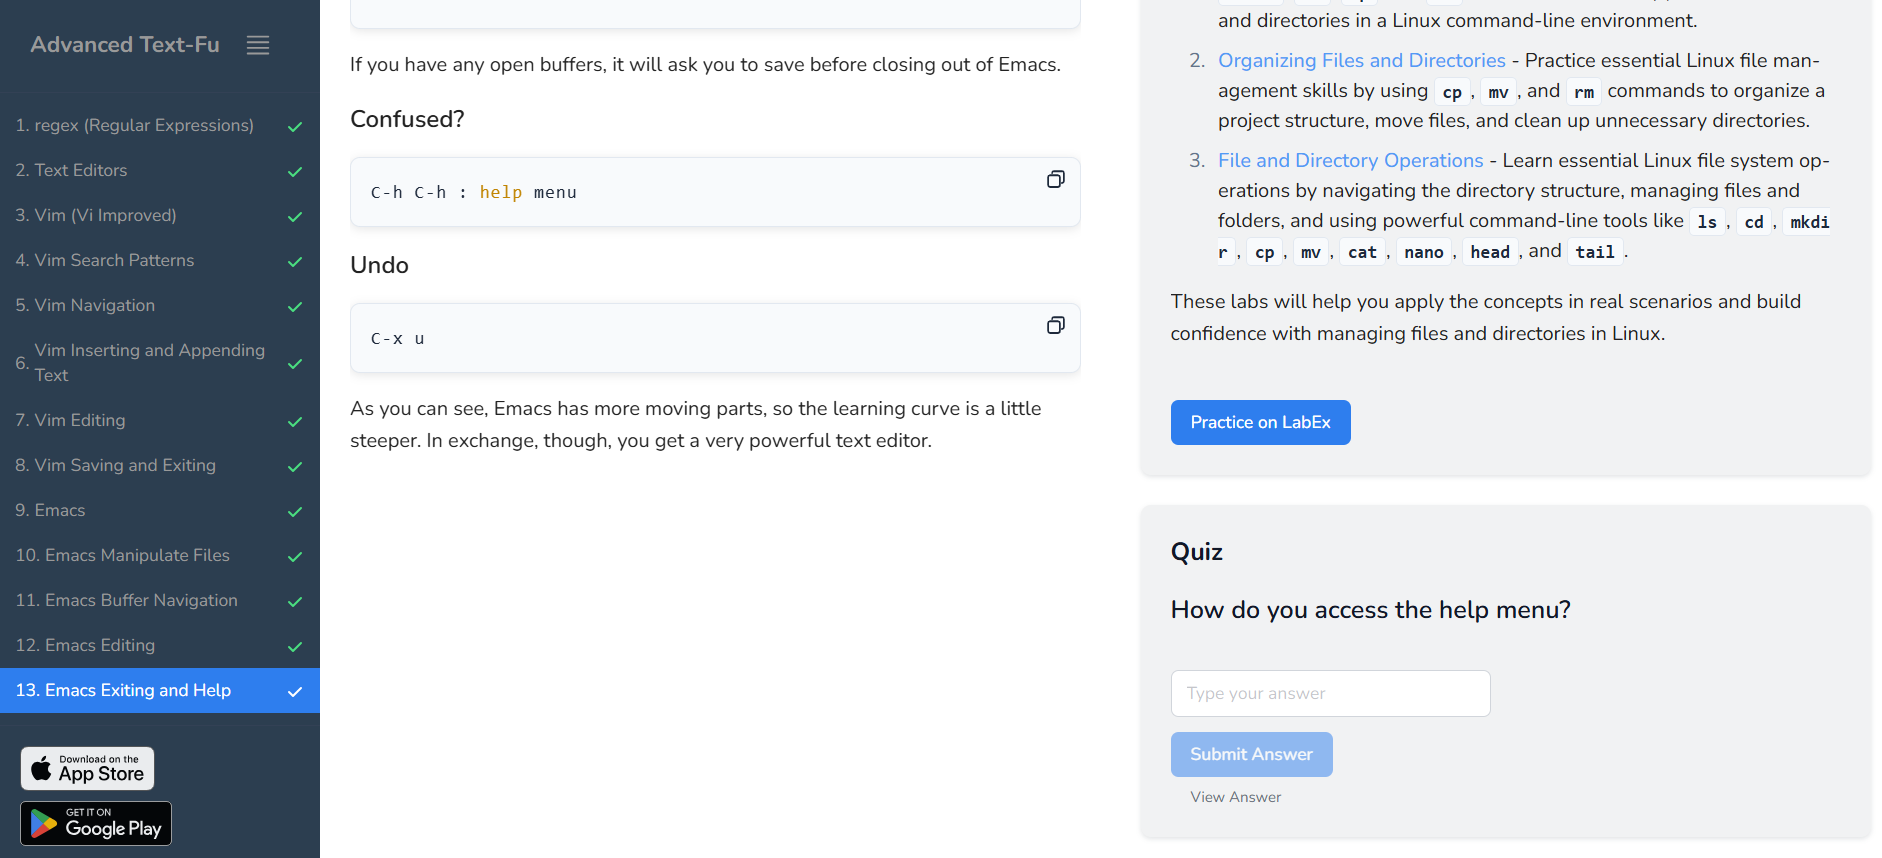 Advanced Text-Fu
1. regex (Regular Expressions)
2. Text Editors
3. Vim (Vi Improved)
4. Vim Search Patterns
5. Vim Navigation
6. Vim Inserting and Appending
Text
7. Vim Editing
8. Vim Saving and Exiting
9. Emacs
10. Emacs Manipulate Files
11. Emacs Buffer Navigation
12. Emacs Editing
13. Emacs Exiting and Help
Download on the
App Store
GET IT ON
Google Play
If you have any open buffers, it will ask you to save before closing out of Emacs.
Confused?
C-h C-h : help menu
Undo
C-x u
As you can see, Emacs has more moving parts, so the learning curve is a little
steeper. In exchange, though, you get a very powerful text editor.
and directories in a Linux command-line environment.
2. Organizing Files and Directories - Practice essential Linux file man-
agement skills by using cp, mv, and rm commands to organize a
project structure, move files, and clean up unnecessary directories.
3. File and Directory Operations - Learn essential Linux file system op-
erations by navigating the directory structure, managing files and
folders, and using powerful command-line tools like ls, cd, mkdi
r, cp, mv, cat, nano, head, and tail.
These labs will help you apply the concepts in real scenarios and build
confidence with managing files and directories in Linux.
Practice on LabEx
Quiz
How do you access the help menu?
Type your answer
Submit Answer
View Answer